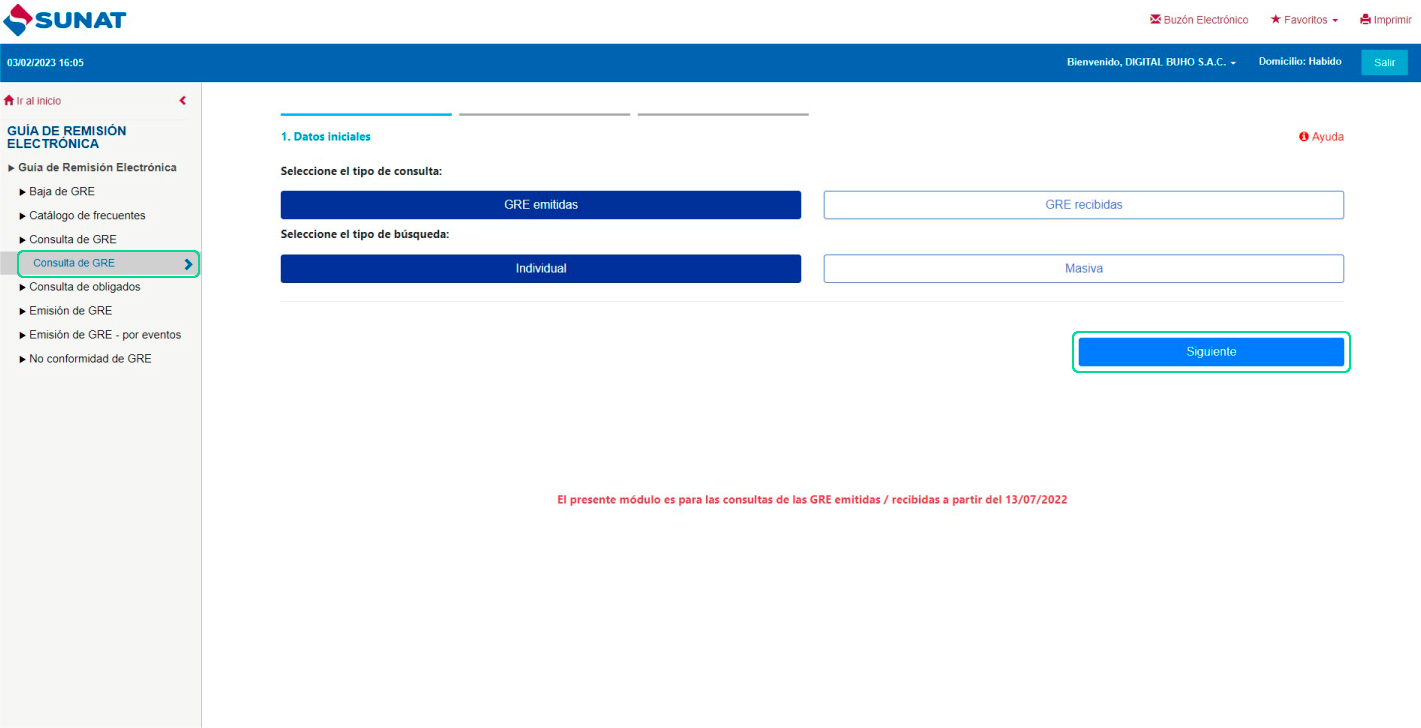 SUNAT
Buzón Electrónico
Favoritos
Imprimir
03/02/2023 16:05
Bienvenido, DIGITAL BUHO S.A.C.
Domicilio: Habido
Salir
Ir al inicio
GUÍA DE REMISIÓN
ELECTRÓNICA
Guía de Remisión Electrónica
Baja de GRE
Catálogo de frecuentes
Consulta de GRE
Consulta de GRE
Consulta de obligados
Emisión de GRE
Emisión de GRE - por eventos
No conformidad de GRE
1. Datos iniciales
Ayuda
Seleccione el tipo de consulta:
GRE emitidas
GRE recibidas
Seleccione el tipo de búsqueda:
Individual
Masiva
Siguiente
El presente módulo es para las consultas de las GRE emitidas / recibidas a partir del 13/07/2022